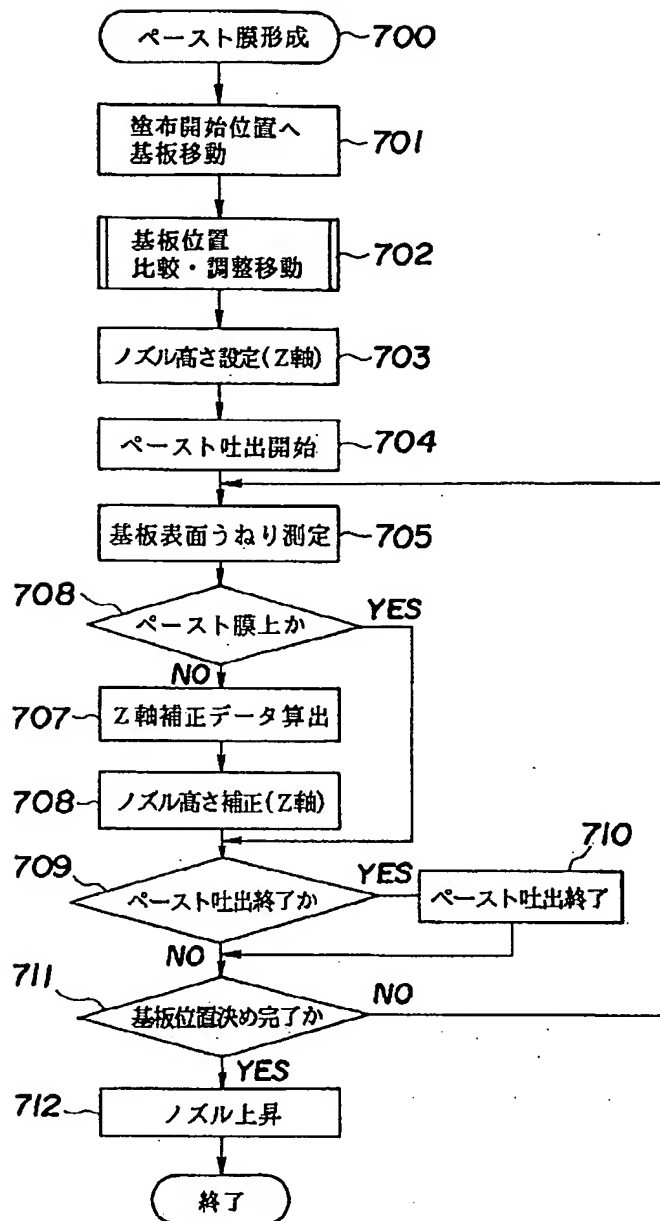 ペースト膜形成
700
塗布開始位置へ
基板移動
701
基板位置
比較・調整移動
702
ノズル高さ設定(Z軸)
703
ペースト吐出開始
704
基板表面うねり測定
705
708
ペースト膜上か
YES
NO
707
Z軸補正データ算出
708
ノズル高さ補正(Z軸)
709
ペースト吐出終了か
YES
710
ペースト吐出終了
NO
711
基板位置決め完了か
NO
YES
712
ノズル上昇
終了